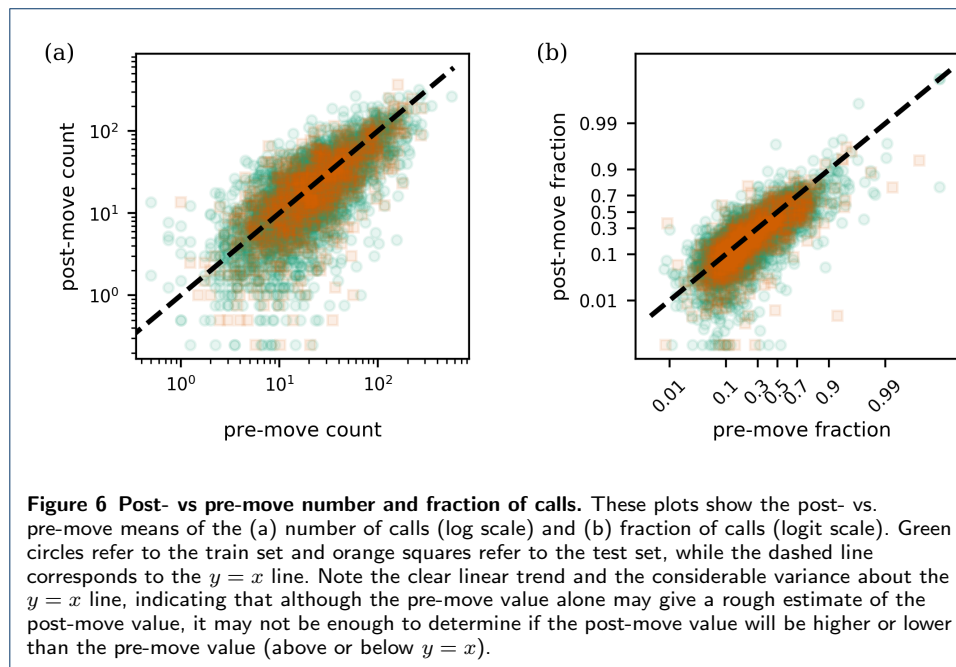 (a)
(b)
post-move count
10²
10¹
10⁰
10⁰ 10¹ 10²
pre-move count
post-move fraction
0.99
0.9
0.7
0.5
0.3
0.1
0.01
0.01 0.1 0.3 0.5 0.7 0.9 0.99
pre-move fraction
Figure 6 Post- vs pre-move number and fraction of calls. These plots show the post- vs.
pre-move means of the (a) number of calls (log scale) and (b) fraction of calls (logit scale). Green
circles refer to the train set and orange squares refer to the test set, while the dashed line
corresponds to the y = x line. Note the clear linear trend and the considerable variance about the
y = x line, indicating that although the pre-move value alone may give a rough estimate of the
post-move value, it may not be enough to determine if the post-move value will be higher or lower
than the pre-move value (above or below y = x).